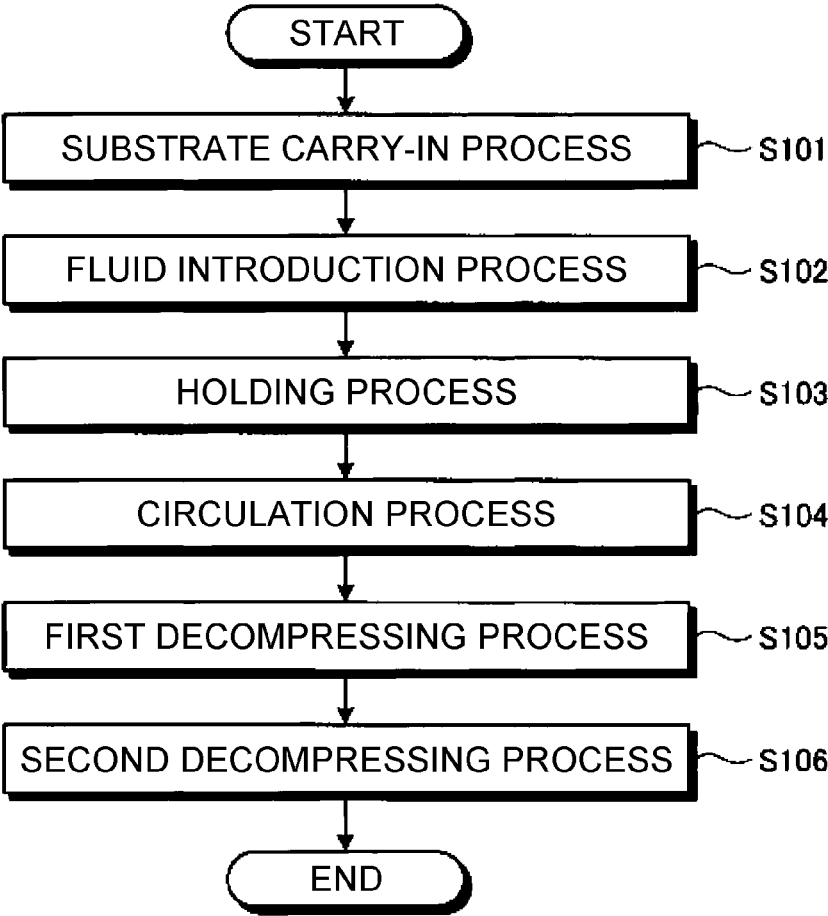 START
SUBSTRATE CARRY-IN PROCESS S101
FLUID INTRODUCTION PROCESS S102
HOLDING PROCESS S103
CIRCULATION PROCESS S104
FIRST DECOMPRESSING PROCESS S105
SECOND DECOMPRESSING PROCESS S106
END